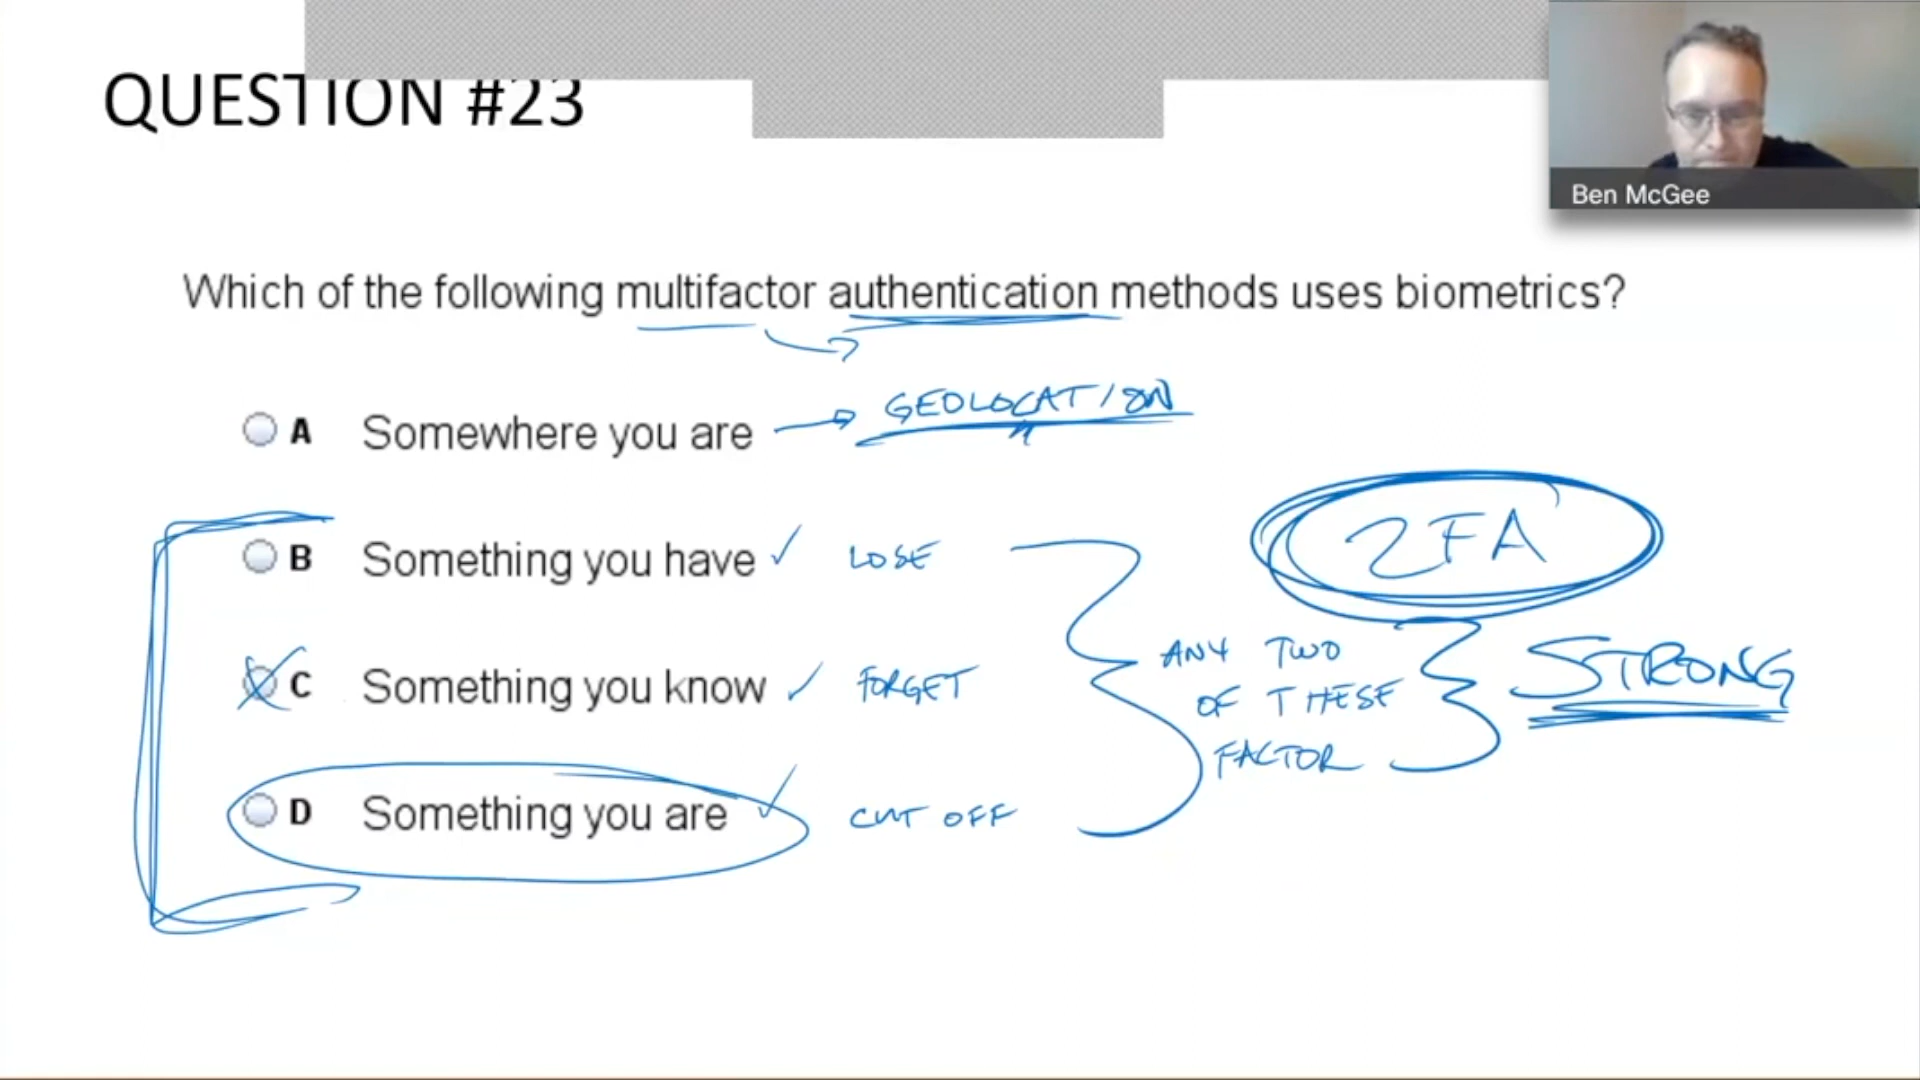 QUESTION #23
Ben McGee
Which of the following multifactor authentication methods uses biometrics?
A Somewhere you are GEOLOCATION
2FA
B Something you have ✓ LOSE
C Something you know ✓ FORGET
D Something you are ✓ CUT OFF
ANY TWO
OF THESE
FACTOR
STRONG